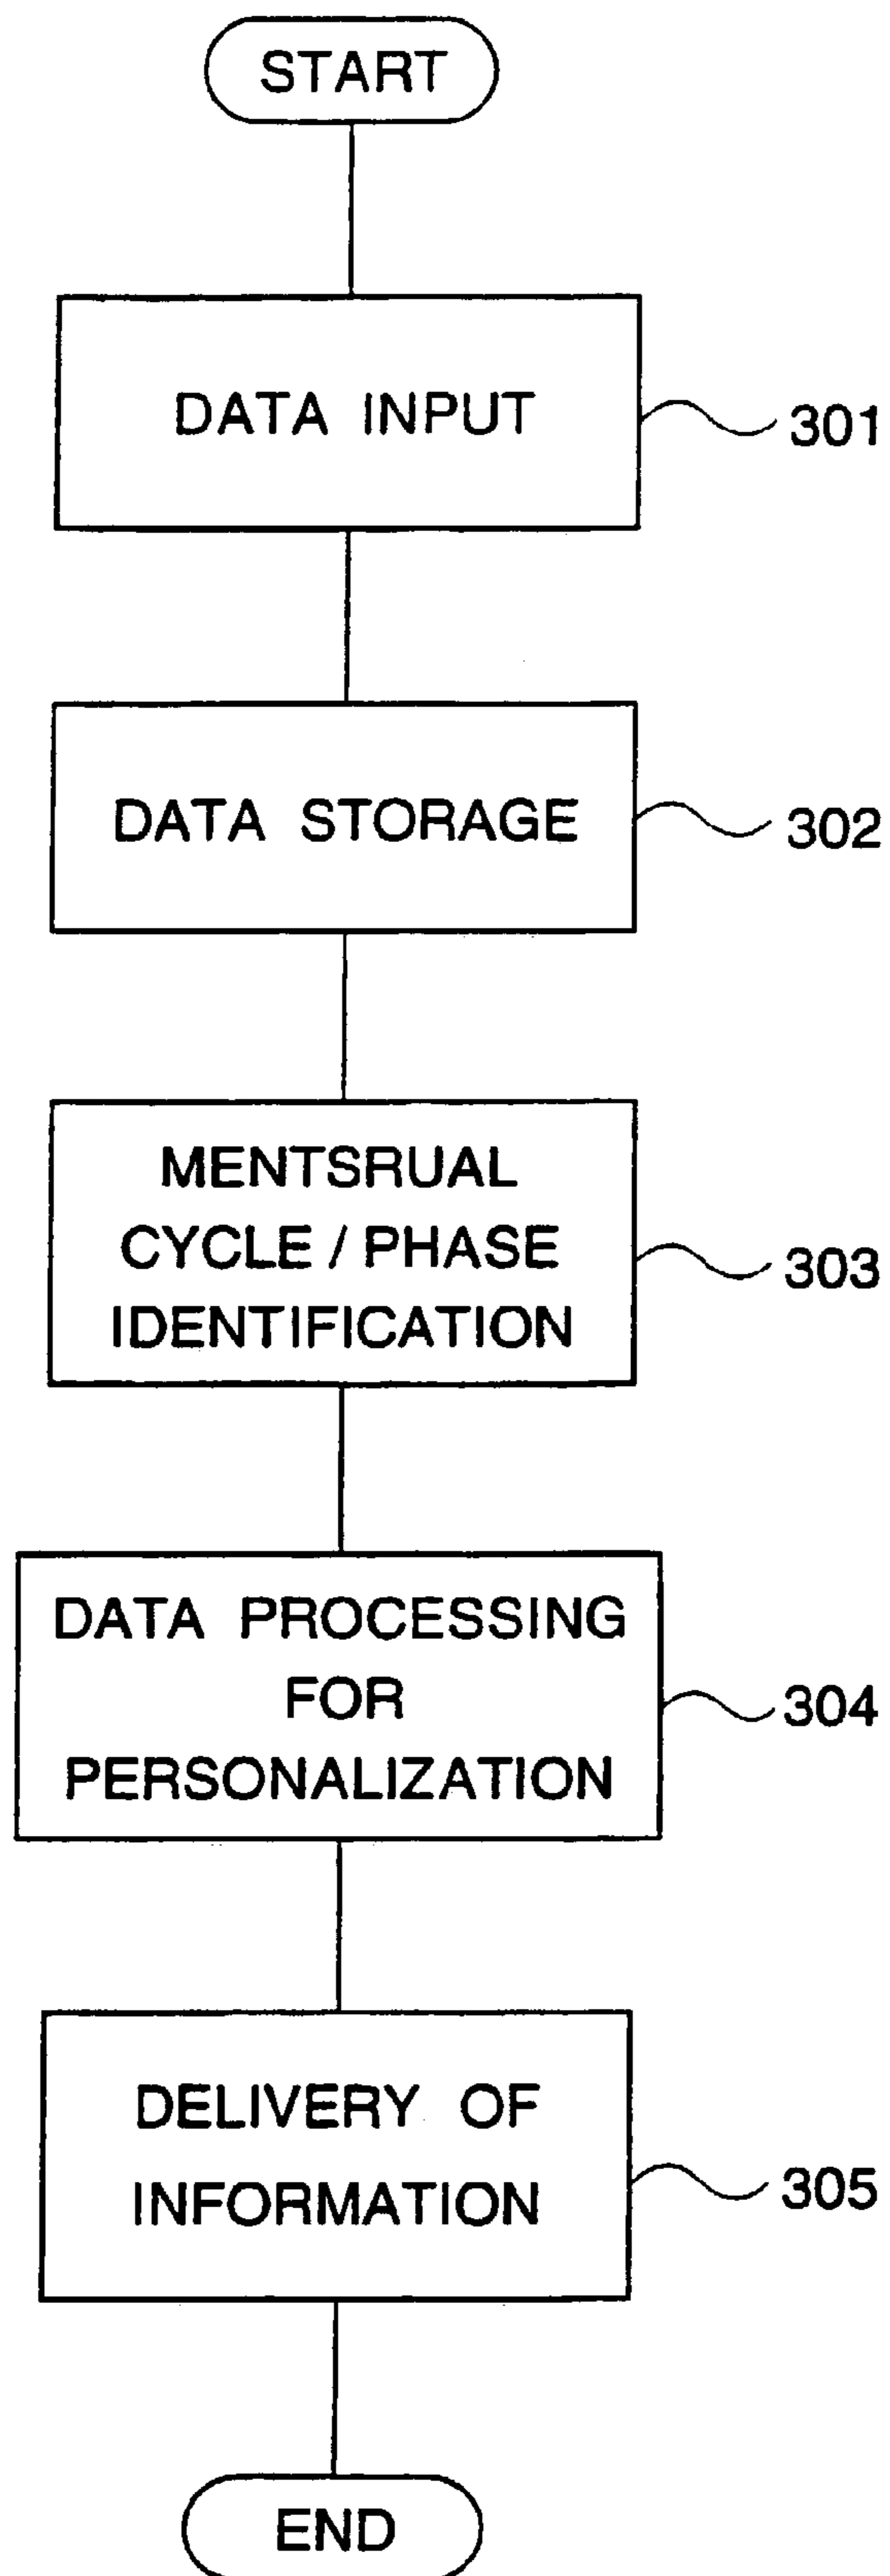 START
DATA INPUT
301
DATA STORAGE
302
MENTSRUAL
CYCLE / PHASE
IDENTIFICATION
303
DATA PROCESSING
FOR
PERSONALIZATION
304
DELIVERY OF
INFORMATION
305
END